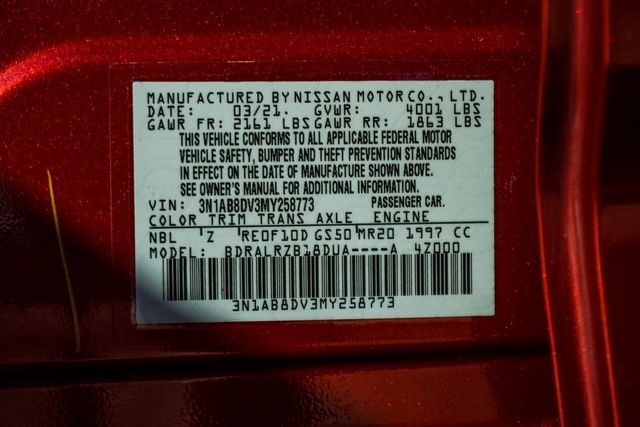 MANUFACTURED BY NISSAN MOTOR CO., LTD.
DATE: 03/21. GVWR: 4001 LBS
GAWR FR: 2161 LBS GAWR RR: 1863 LBS
THIS VEHICLE CONFORMS TO ALL APPLICABLE FEDERAL MOTOR
VEHICLE SAFETY, BUMPER AND THEFT PREVENTION STANDARDS
IN EFFECT ON THE DATE OF MANUFACTURE SHOWN ABOVE.
SEE OWNER'S MANUAL FOR ADDITIONAL INFORMATION.
VIN: 3N1AB8DV3MY258773 PASSENGER CAR.
COLOR TRIM TRANS AXLE ENGINE
NBL Z RE0F10D GS50 MR20 1997 CC
MODEL: BDRALRZB18DUA----A 4Z000
3N1AB8DV3MY258773